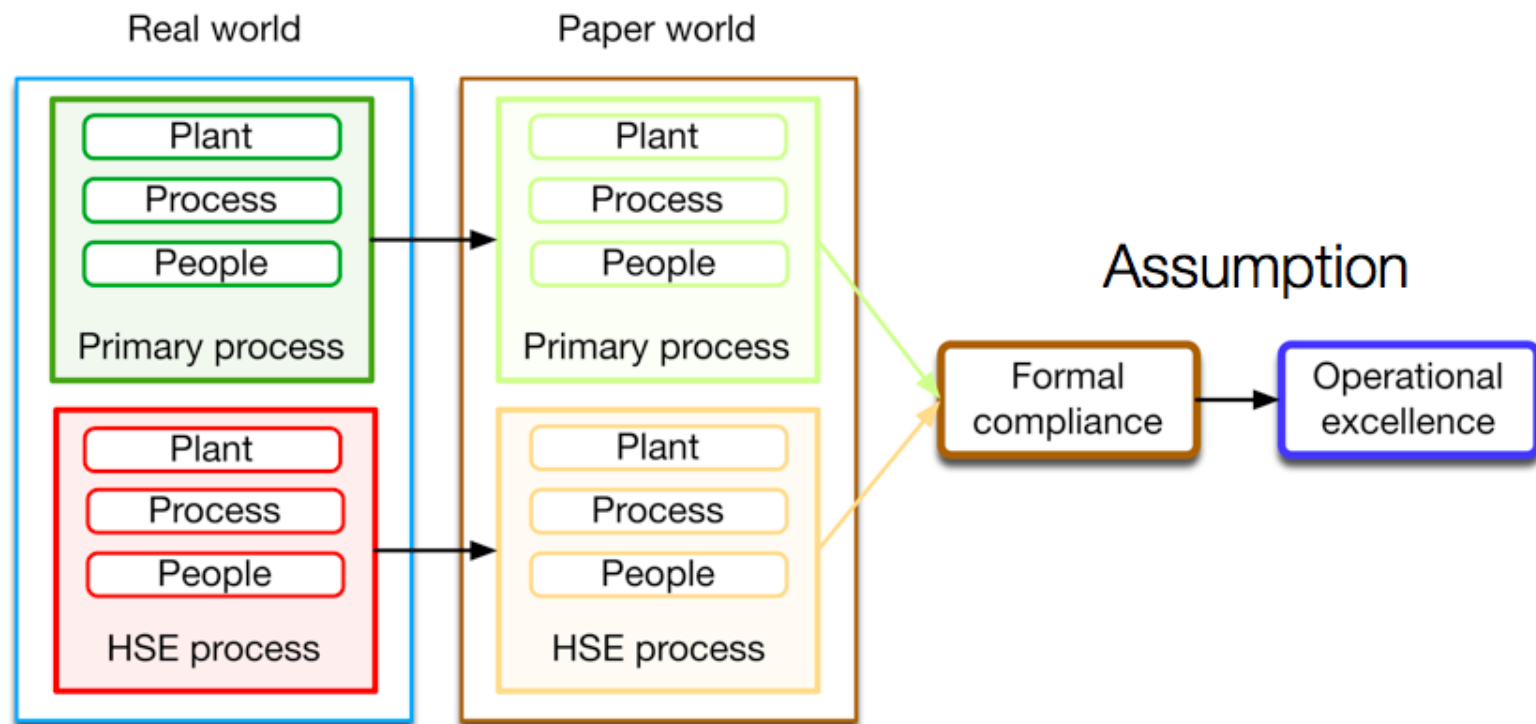 Real world
Paper world
Plant
Process
People
Primary process
Plant
Process
People
HSE process
Plant
Process
People
Primary process
Plant
Process
People
HSE process
Assumption
Formal
compliance
Operational
excellence